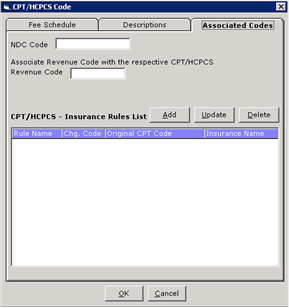 CPT/HCPCS Code
Fee Schedule Descriptions Associated Codes
NDC Code
Associate Revenue Code with the respective CPT/HCPCS
Revenue Code
CPT/HCPCS - Insurance Rules List Add Update Delete
Rule Name Chg. Code Original CPT Code Insurance Name
OK Cancel